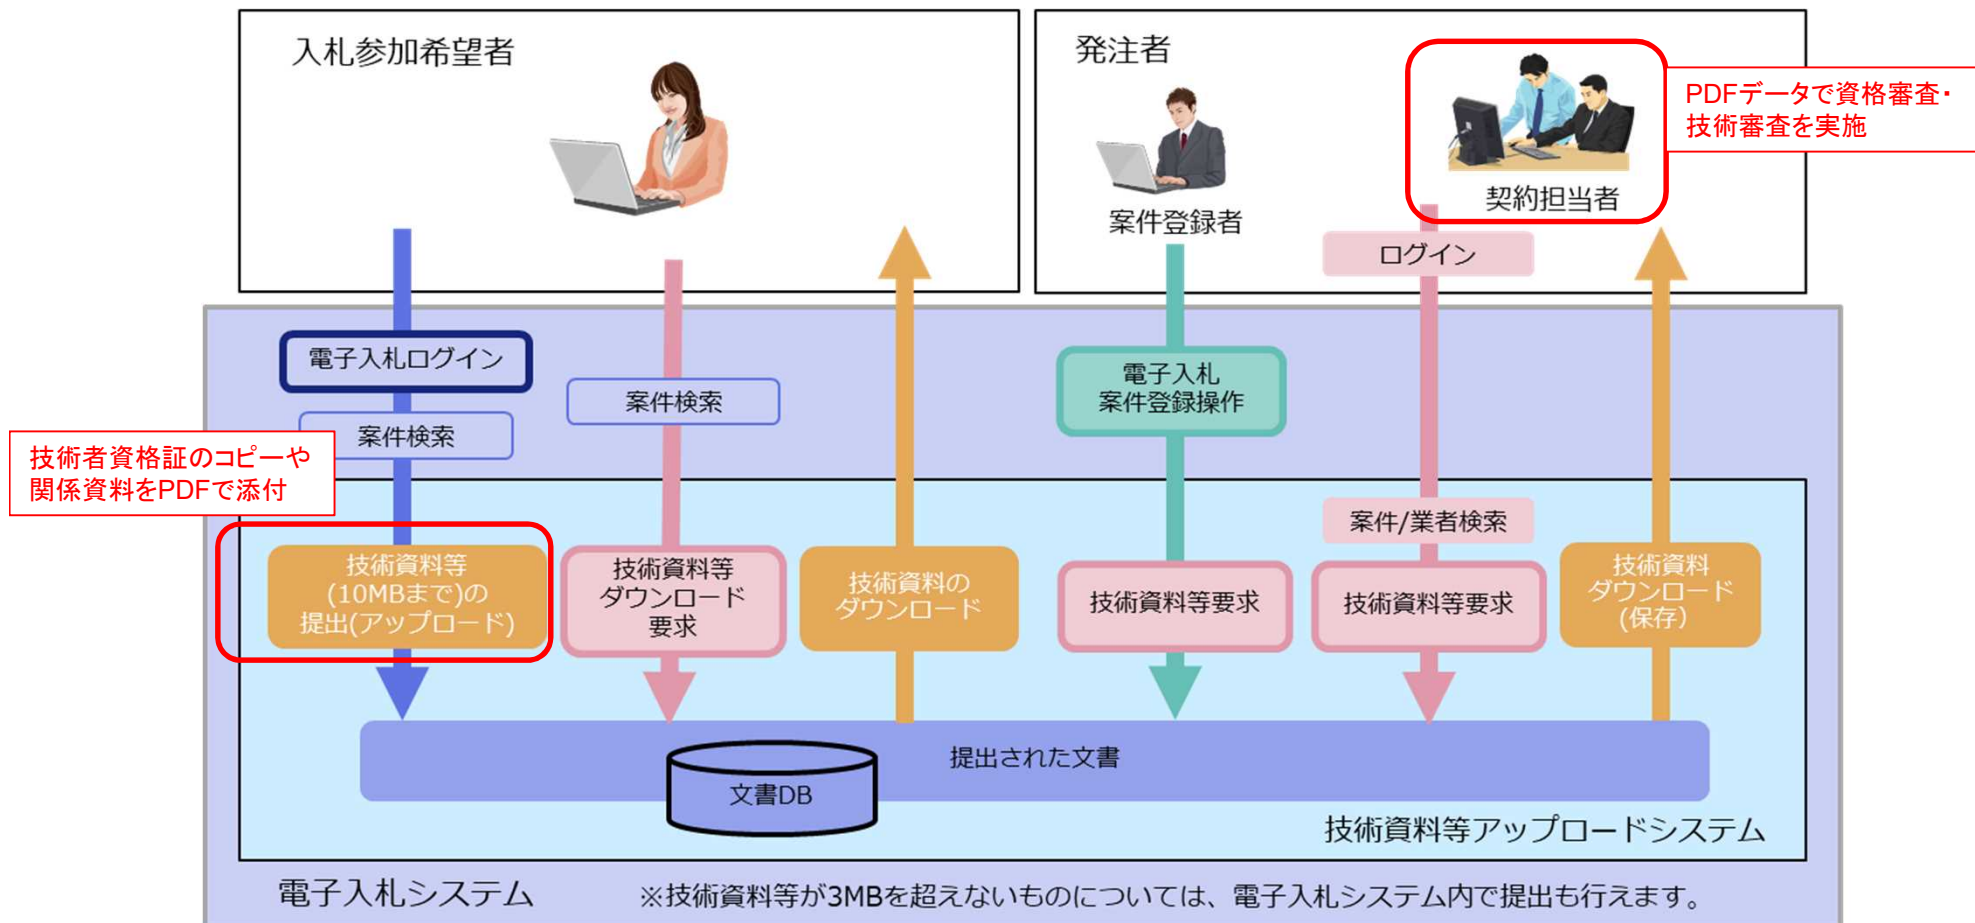 入札参加希望者
発注者
PDFデータで資格審査・
技術審査を実施
契約担当者
案件登録者
ログイン
電子入札ログイン
案件検索
案件検索
電子入札
案件登録操作
技術者資格証のコピーや
関係資料をPDFで添付
案件/業者検索
技術資料等
(10MBまで)の
提出(アップロード)
技術資料等
ダウンロード
要求
技術資料の
ダウンロード
技術資料等要求
技術資料等要求
技術資料
ダウンロード
(保存)
提出された文書
文書DB
技術資料等アップロードシステム
電子入札システム
※技術資料等が3MBを超えないものについては、電子入札システム内で提出も行えます。